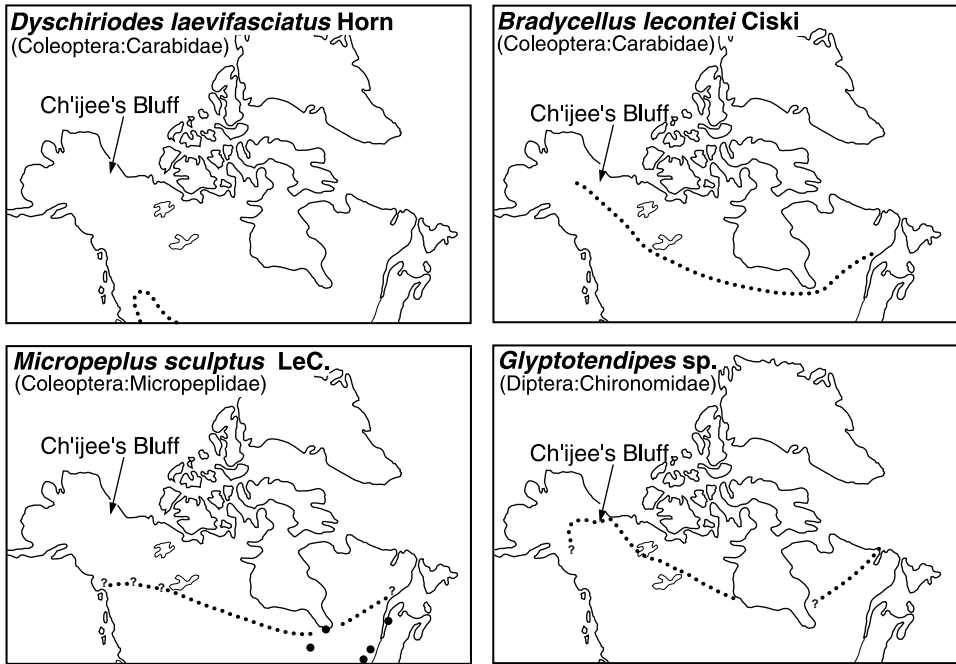 Dyschiriodes laevifasciatus Horn
(Coleoptera:Carabidae)
Ch'ijee's Bluff
Bradycellus lecontei Ciski
(Coleoptera:Carabidae)
Ch'ijee's Bluff
Micropeplus sculptus LeC.
(Coleoptera:Micropeplidae)
Ch'ijee's Bluff
? ? ? ?
Glyptotendipes sp.
(Diptera:Chironomidae)
Ch'ijee's Bluff
?
?